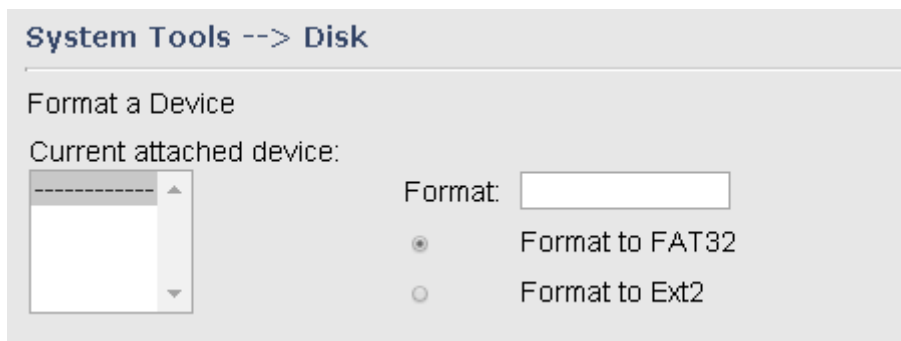 System Tools --> Disk
Format a Device
Current attached device:
------------
Format:
Format to FAT32
Format to Ext2